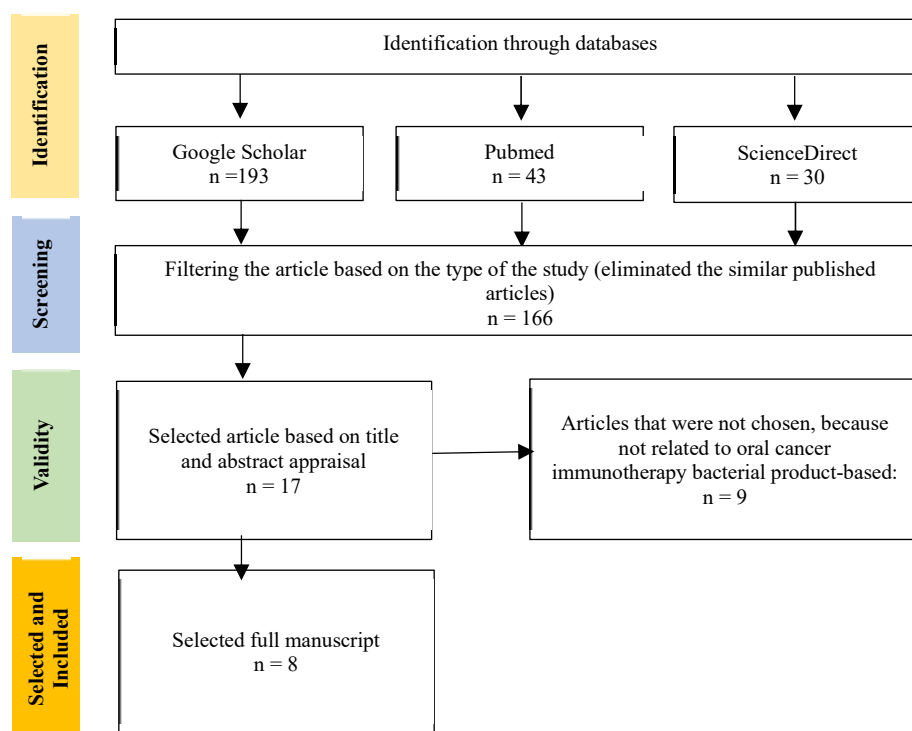 Identification
Identification through databases
Google Scholar
n =193
Pubmed
n = 43
ScienceDirect
n = 30
Screening
Filtering the article based on the type of the study (eliminated the similar published
articles)
n = 166
Validity
Selected article based on title
and abstract appraisal
n = 17
Articles that were not chosen, because
not related to oral cancer
immunotherapy bacterial product-based:
n = 9
Selected and
Included
Selected full manuscript
n = 8